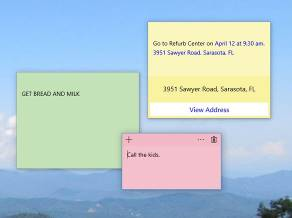 Go to Refurb Center on April 12 at 9:30 am.
3951 Sawyer Road, Sarasota, FL
3951 Sawyer Road, Sarasota, FL
View Address
GET BREAD AND MILK
Call the kids.